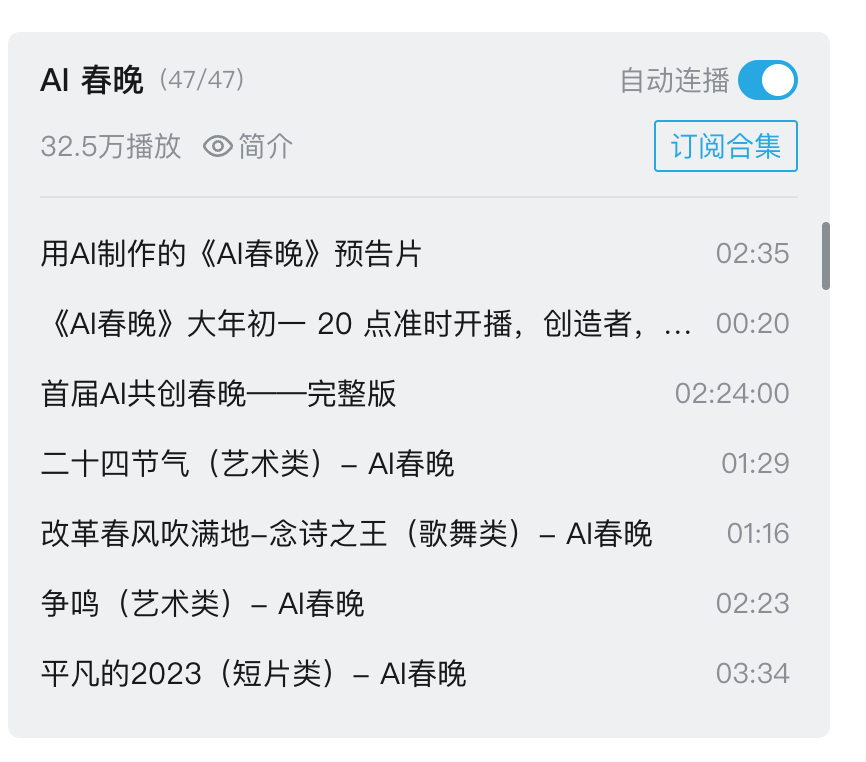 AI 春晚 (47/47) 自动连播
32.5万播放 简介 订阅合集
用AI制作的《AI春晚》预告片 02:35
《AI春晚》大年初一 20 点准时开播，创造者，... 00:20
首届AI共创春晚——完整版 02:24:00
二十四节气（艺术类）- AI春晚 01:29
改革春风吹满地-念诗之王（歌舞类）- AI春晚 01:16
争鸣（艺术类）- AI春晚 02:23
平凡的2023（短片类）- AI春晚 03:34